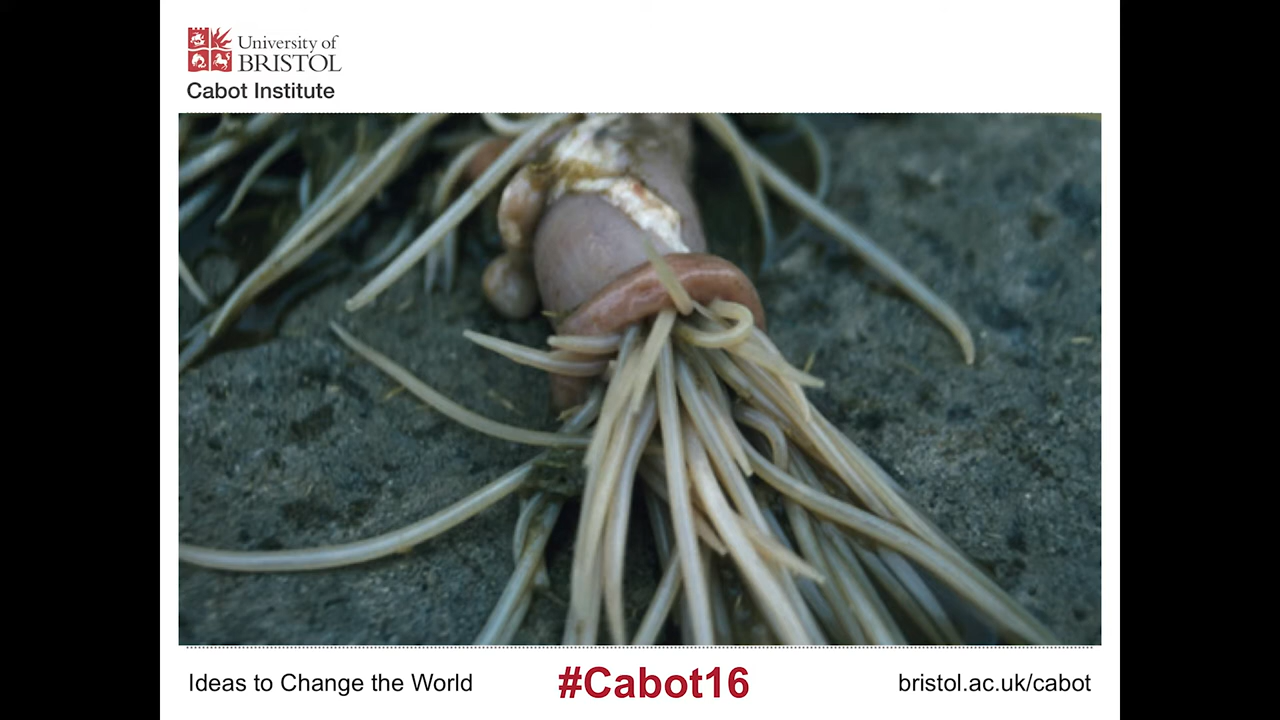 University of
BRISTOL
Cabot Institute
Ideas to Change the World
#Cabot16
bristol.ac.uk/cabot